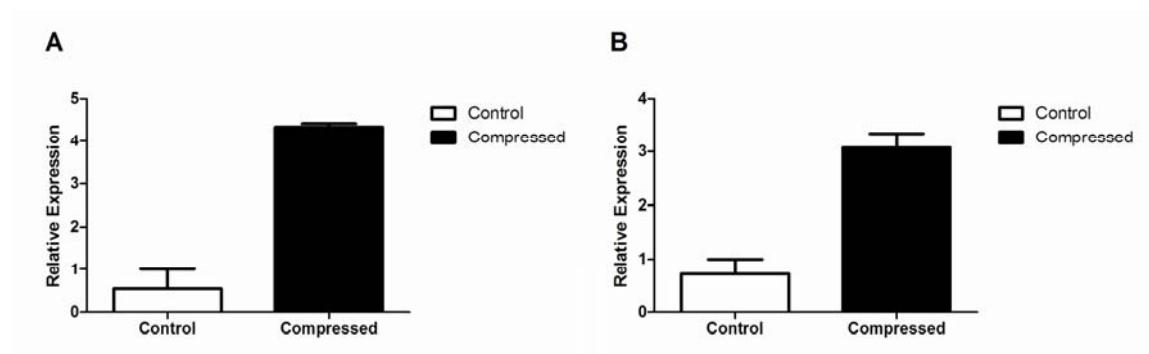 A
Relative Expression
5
4
3
2
1
0
Control
Compressed
Control
Compressed
B
Relative Expression
4
3
2
1
0
Control
Compressed
Control
Compressed